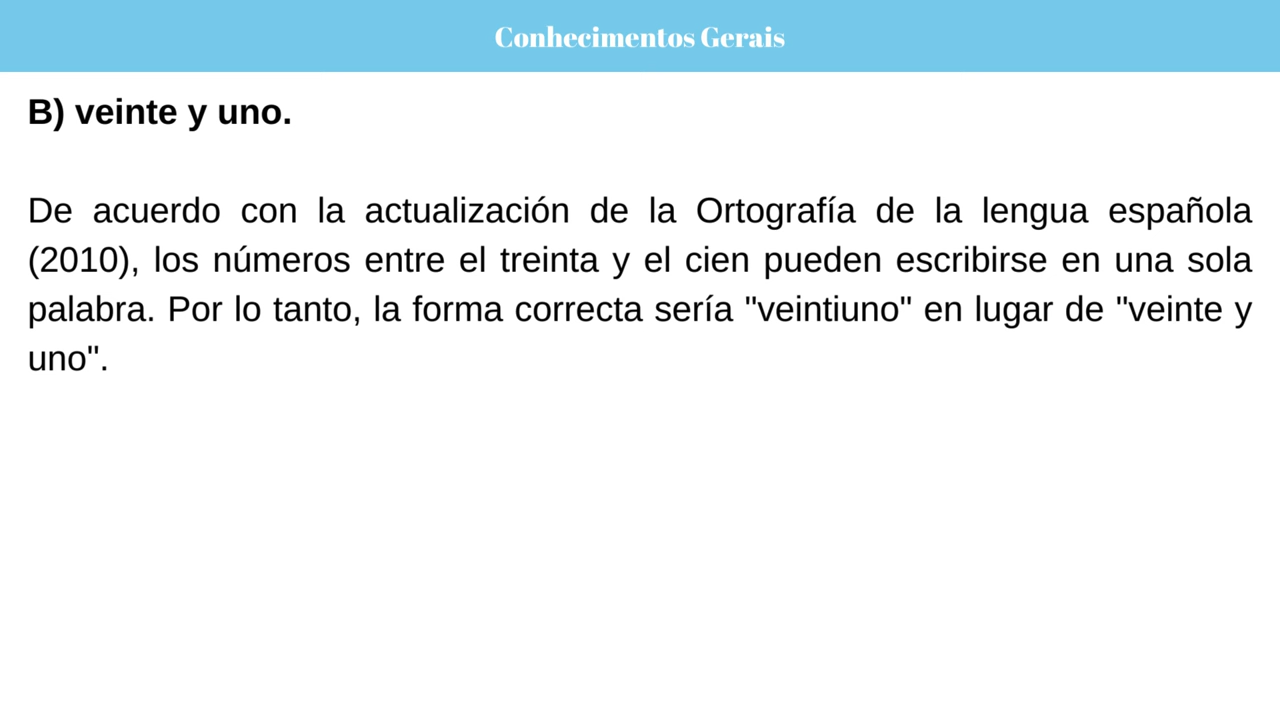 Conhecimentos Gerais
B) veinte y uno.
De acuerdo con la actualización de la Ortografía de la lengua española
(2010), los números entre el treinta y el cien pueden escribirse en una sola
palabra. Por lo tanto, la forma correcta sería "veintiuno" en lugar de "veinte y
uno".